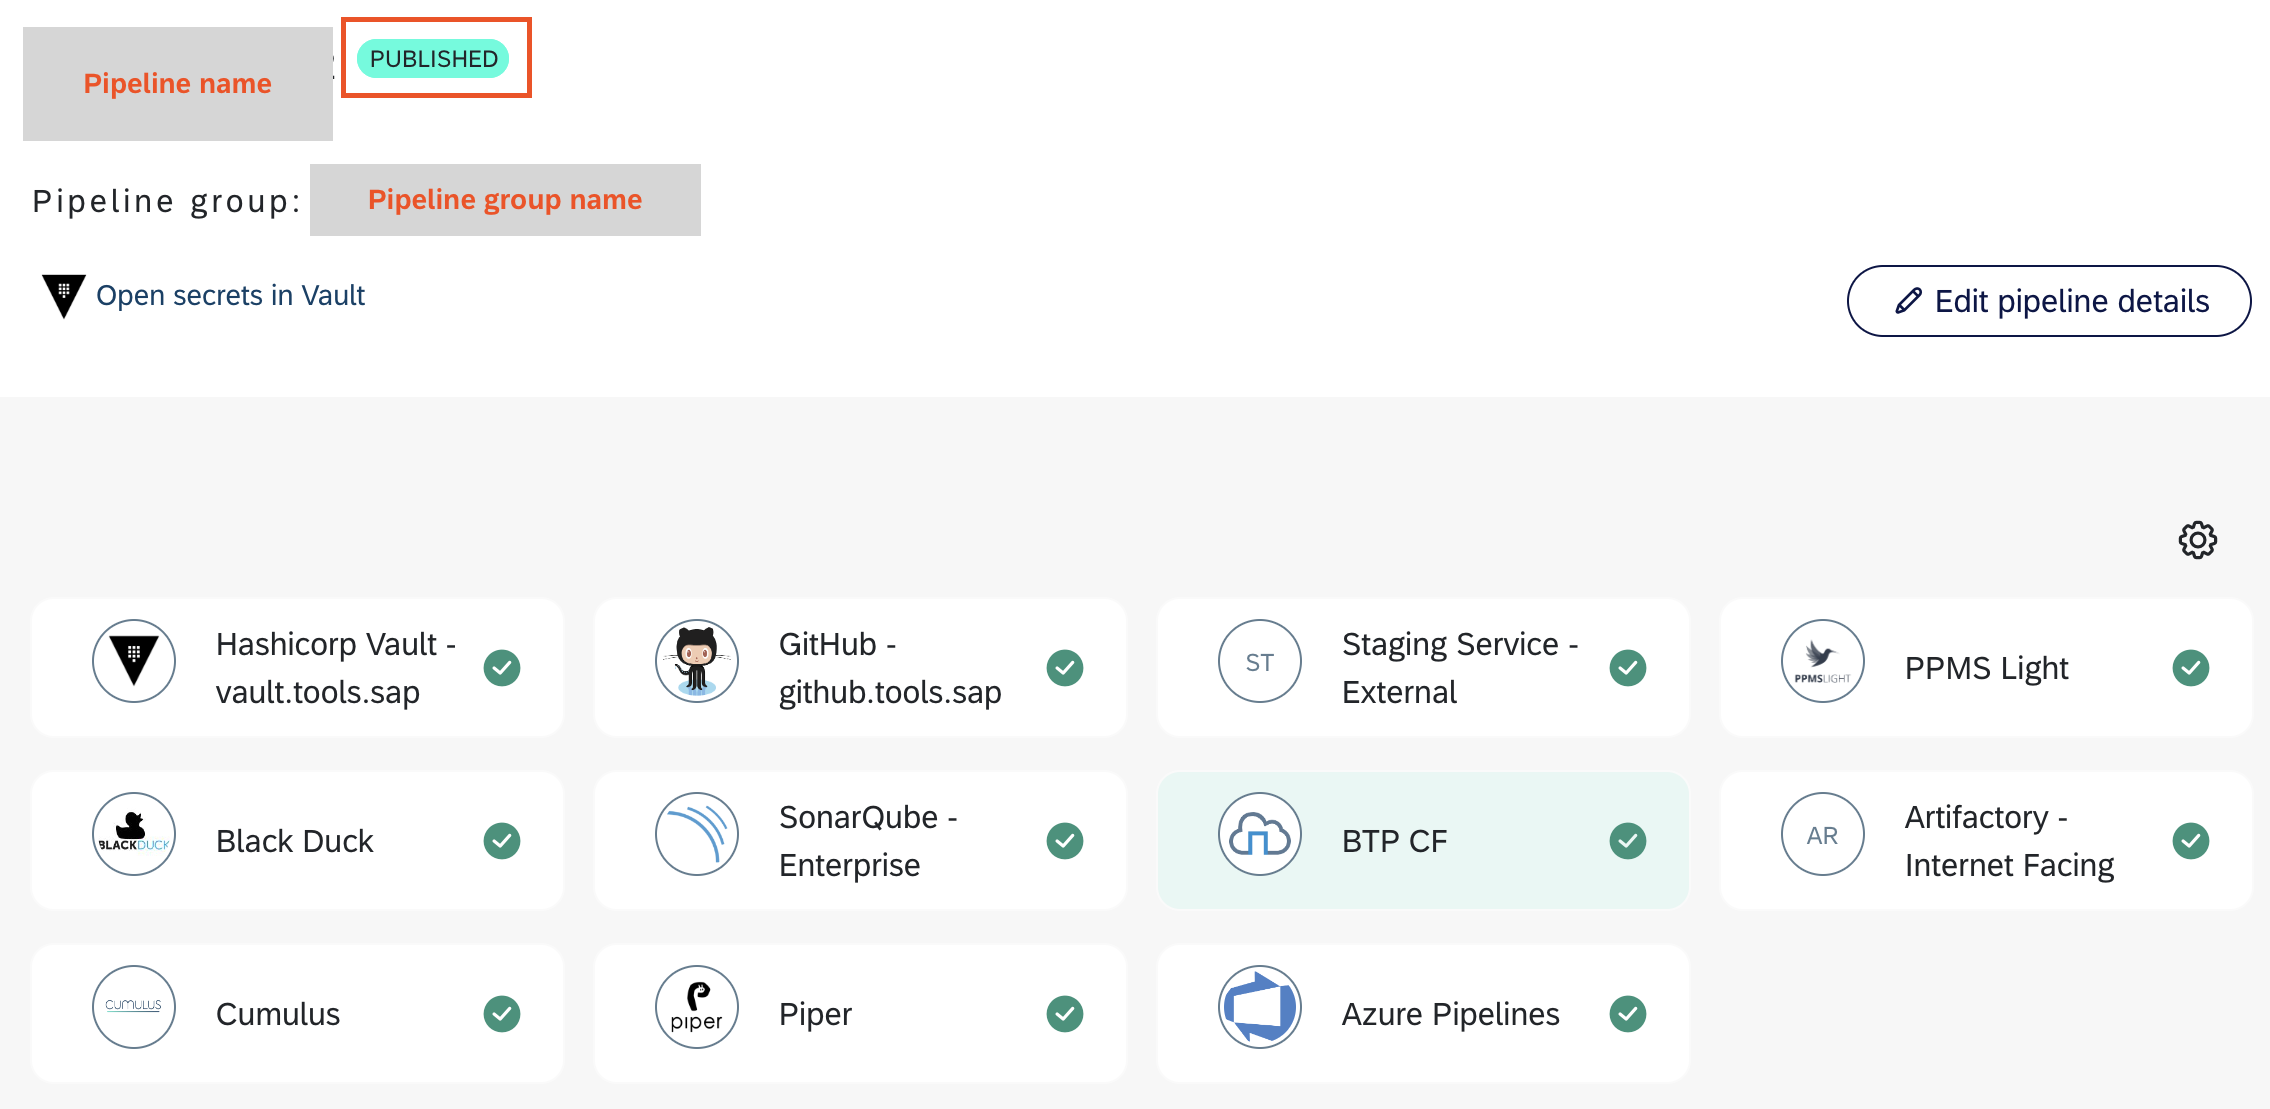 Pipeline name
PUBLISHED
Pipeline group:
Pipeline group name
Open secrets in Vault
Edit pipeline details
Hashicorp Vault -
vault.tools.sap
GitHub -
github.tools.sap
ST
Staging Service -
External
PPMSLIGHT
PPMS Light
BLACKDUCK
Black Duck
SonarQube -
Enterprise
BTP CF
AR
Artifactory -
Internet Facing
CUMULUS
Cumulus
piper
Piper
Azure Pipelines